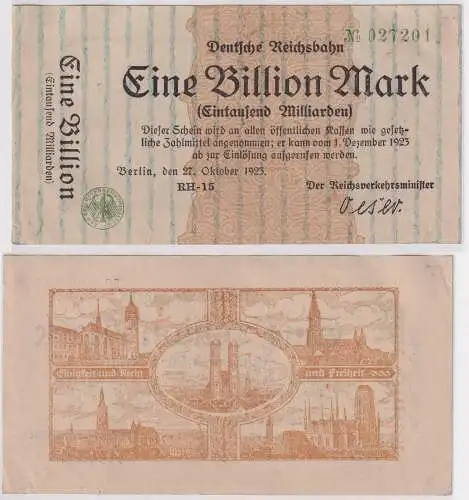 № 027201
Deutsche Reichsbahn
Eine Billion Mark
(Eintausend Milliarden)
Dieser Schein wird an allen öffentlichen Kassen wie gesetz-
liche Zahlmittel angenommen; er kann vom 1. Dezember 1923
ab zur Einlösung aufgerufen werden.
Berlin, den 27. Oktober 1923.
RH-15
Der Reichsverkehrsminister
Oeser.
Eine Billion
(Eintausend Milliarden)
Einigkeit und Recht
und Freiheit